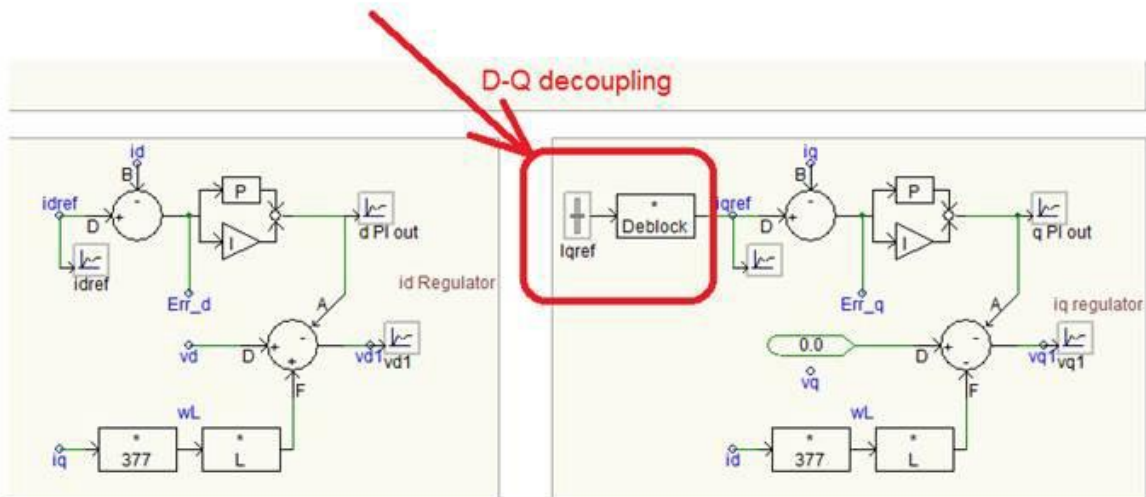 D-Q decoupling
id
B
idref
D
+
-
P
I
d PI out
idref
Err_d
id Regulator
A
vd
D
+
-
+
vd1
vd1
F
wL
iq
*
377
*
L
Iqref
*
Deblock
iqref
iq
B
D
+
-
P
I
q PI out
Err_q
iq regulator
A
0.0
vq
D
+
-
-
vq1
vq1
F
wL
id
*
377
*
L